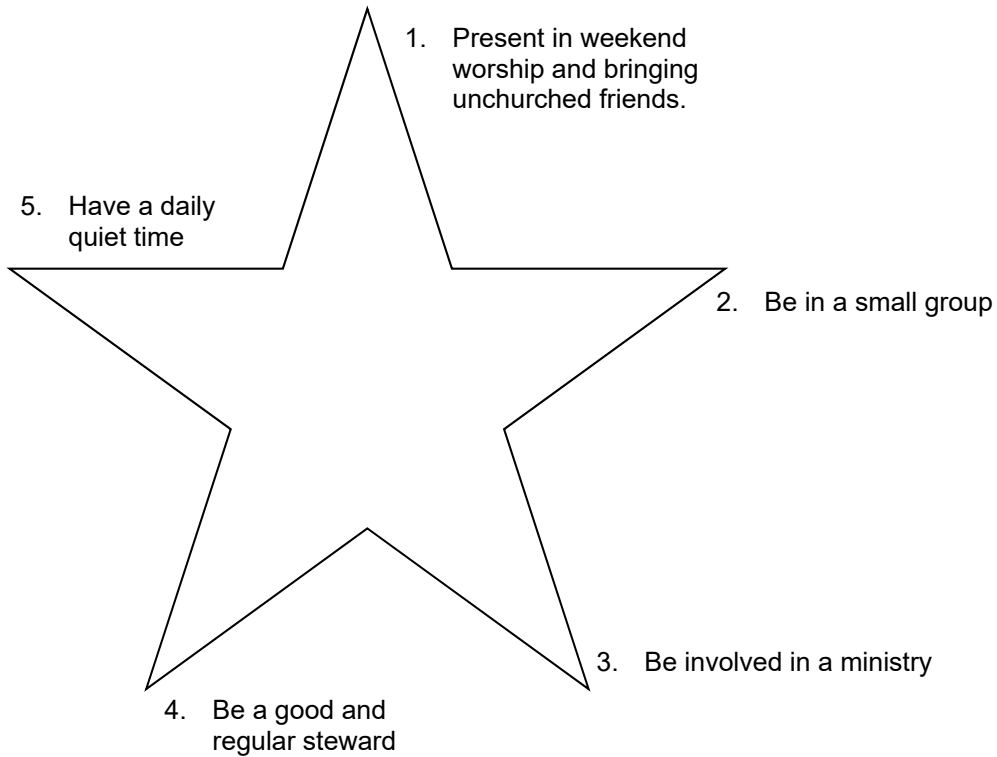 1. Present in weekend
worship and bringing
unchurched friends.
2. Be in a small group
3. Be involved in a ministry
4. Be a good and
regular steward
5. Have a daily
quiet time